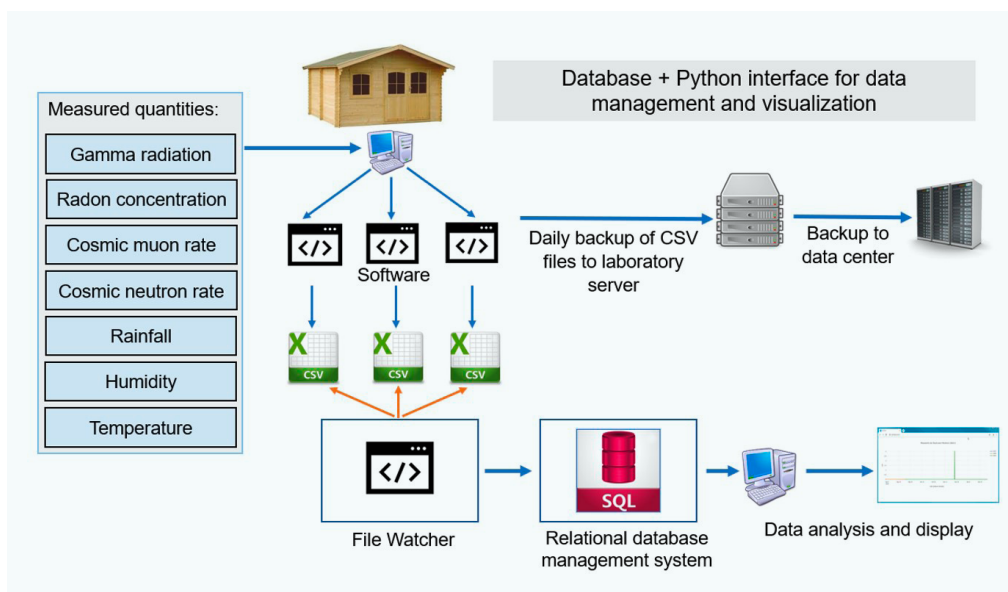 Database + Python interface for data
management and visualization
Measured quantities:
Gamma radiation
Radon concentration
Cosmic muon rate
Cosmic neutron rate
Rainfall
Humidity
Temperature
Software
Daily backup of CSV
files to laboratory
server
Backup to
data center
X
CSV
X
CSV
X
CSV
File Watcher
SQL
Relational database
management system
Data analysis and display